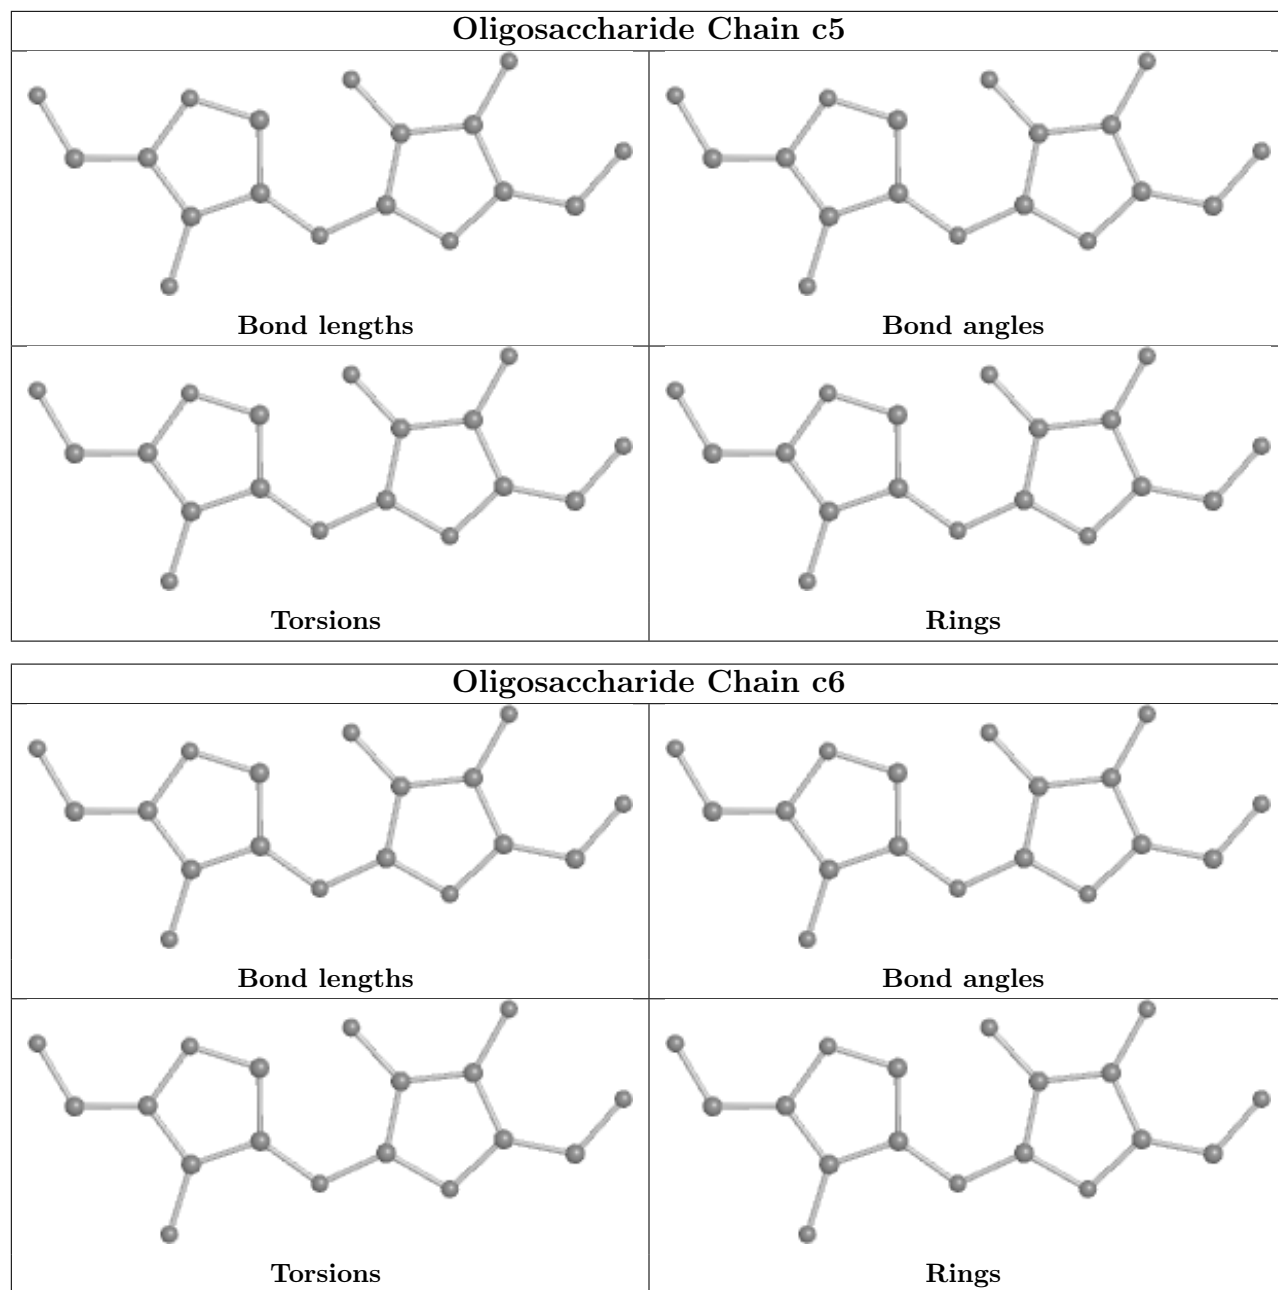 Oligosaccharide Chain c5
Bond lengths
Bond angles
Torsions
Rings
Oligosaccharide Chain c6
Bond lengths
Bond angles
Torsions
Rings